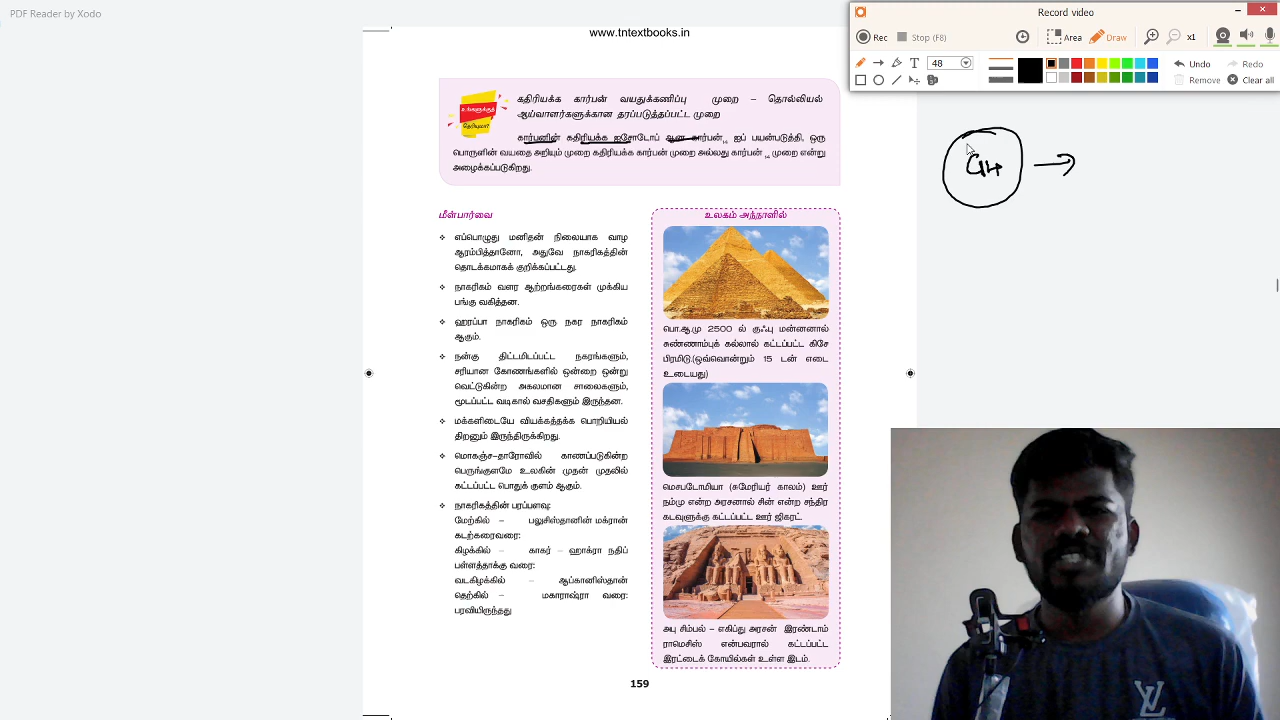 PDF Reader by Xodo
Record video
www.tntextbooks.in
Rec
Stop (F8)
Area
Draw
x1
T
48
Undo
Redo
Remove
Clear all
உங்களுக்குத்
தெரியுமா?
கதிரியக்க கார்பன் வயதுக்கணிப்பு முறை – தொல்லியல்
ஆய்வாளர்களுக்கான தரப்படுத்தப்பட்ட முறை
கார்பனின் கதிரியக்க ஐசோடோப் ஆன கார்பன்14 ஐப் பயன்படுத்தி, ஒரு
பொருளின் வயதை அறியும் முறை கதிரியக்க கார்பன் முறை அல்லது கார்பன் 14 முறை என்று
அழைக்கப்படுகிறது.
C14
மீள்பார்வை
எப்பொழுது மனிதன் நிலையாக வாழ
ஆரம்பித்தானோ, அதுவே நாகரிகத்தின்
தொடக்கமாகக் குறிக்கப்பட்டது.
நாகரிகம் வளர ஆற்றங்கரைகள் முக்கிய
பங்கு வகித்தன.
ஹரப்பா நாகரிகம் ஒரு நகர நாகரிகம்
ஆகும்.
நன்கு திட்டமிடப்பட்ட நகரங்களும்,
சரியான கோணங்களில் ஒன்றை ஒன்று
வெட்டுகின்ற அகலமான சாலைகளும்,
மூடப்பட்ட வடிகால் வசதிகளும் இருந்தன.
மக்களிடையே வியக்கத்தக்க பொறியியல்
திறனும் இருந்திருக்கிறது.
மொகஞ்ச-தாரோவில் காணப்படுகின்ற
பெருங்குளமே உலகின் முதன் முதலில்
கட்டப்பட்ட பொதுக் குளம் ஆகும்.
நாகரிகத்தின் பரப்பளவு:
மேற்கில் – பலுசிஸ்தானின் மக்ரான்
கடற்கரைவரை:
கிழக்கில் – காகர் – ஹாக்ரா நதிப்
பள்ளத்தாக்கு வரை:
வடகிழக்கில் – ஆப்கானிஸ்தான்
தெற்கில் – மகாராஷ்ரா வரை:
பரவியிருந்தது
உலகம் அந்நாளில்
பொ.ஆ.மு 2500 ல் குஃபு மன்னனால்
சுண்ணாம்புக் கல்லால் கட்டப்பட்ட கிசே
பிரமிடு.(ஒவ்வொன்றும் 15 டன் எடை
உடையது)
மெசபடோமியா (சுமேரியர் காலம்) ஊர்
நம்மு என்ற அரசனால் சின் என்ற சந்திர
கடவுளுக்கு கட்டப்பட்ட ஊர் ஜிகரட்.
அபு சிம்பல் – எகிப்து அரசன் இரண்டாம்
ராமெசிஸ் என்பவரால் கட்டப்பட்ட
இரட்டைக் கோயில்கள் உள்ள இடம்.
159